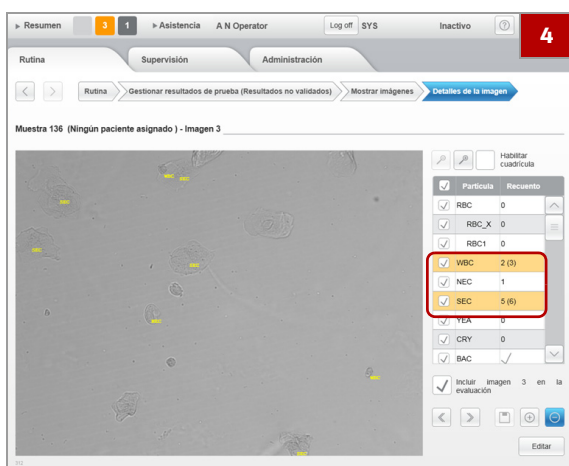 Resumen 3 1 Asistencia A N Operator Log off SYS Inactivo ?
4
Rutina Supervisión Administración
Rutina Gestionar resultados de prueba (Resultados no validados) Mostrar imágenes Detalles de la imagen
Muestra 136 (Ningún paciente asignado ) - Imagen 3
Habilitar
cuadrícula
Partícula Recuento
RBC 0
RBC_X 0
RBC1 0
WBC 2 (3)
NEC 1
SEC 5 (6)
YEA 0
CRY 0
BAC
Incluir imagen 3 en la
evaluación
Editar